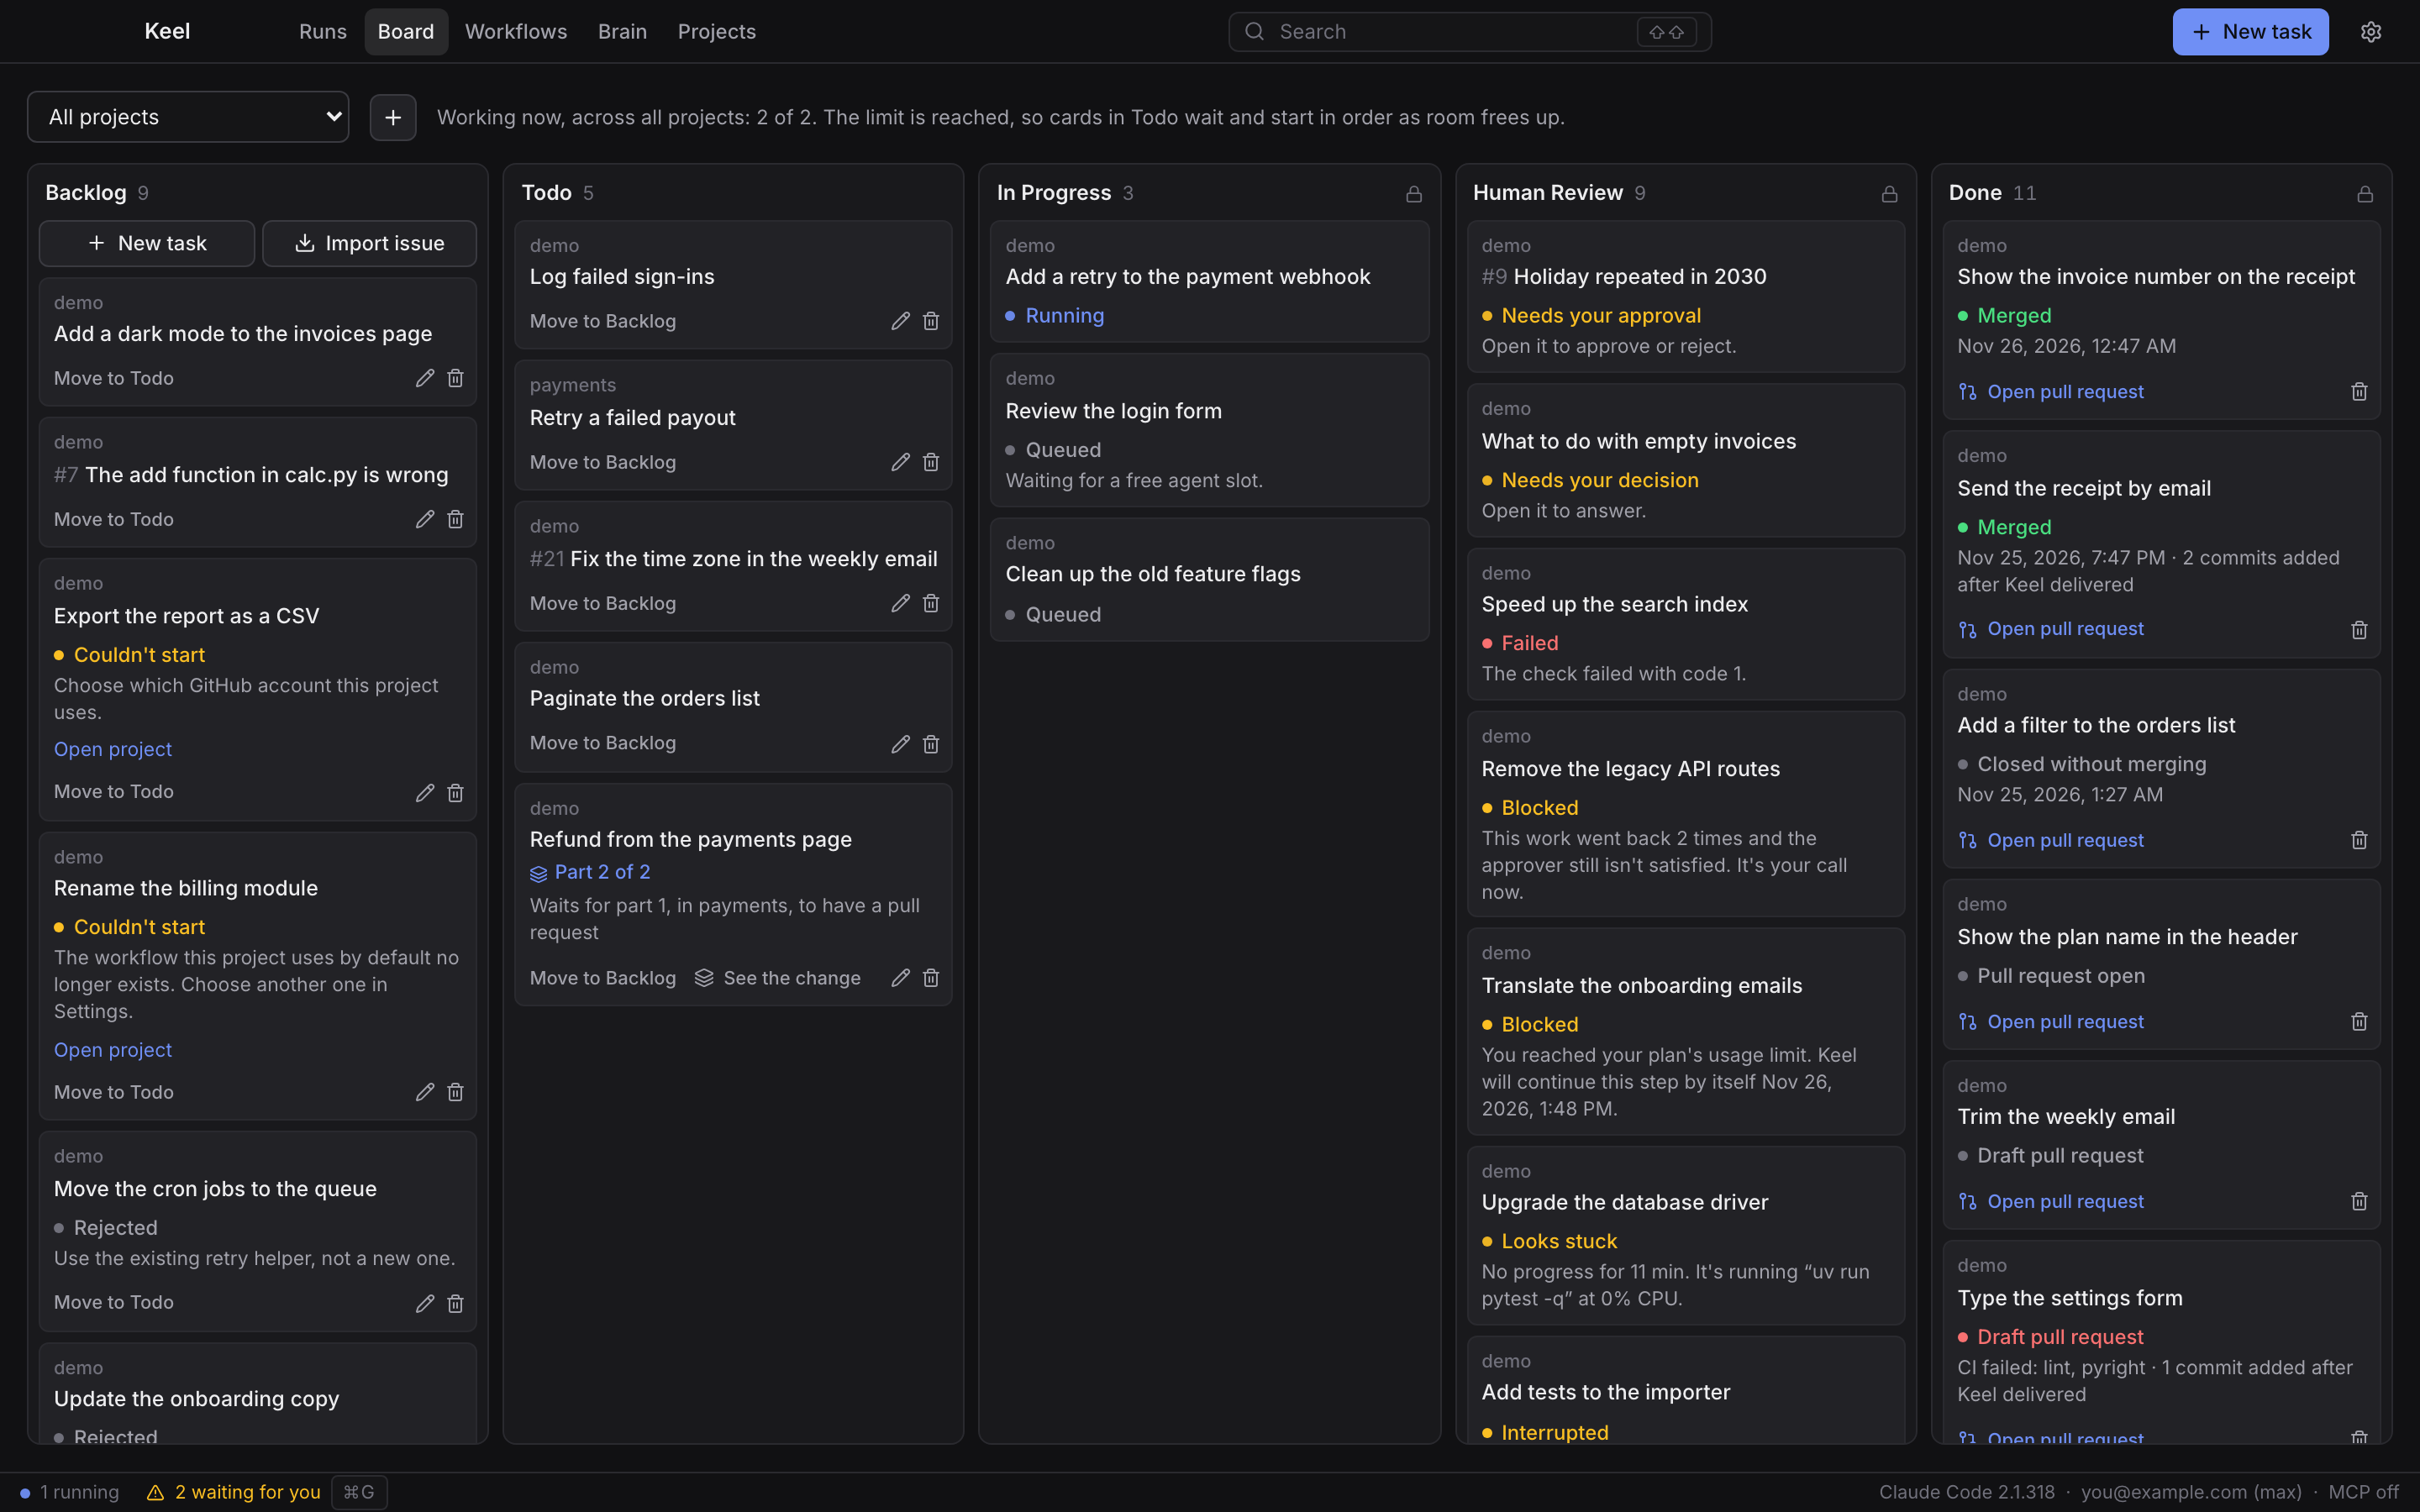 Keel
Runs
Board
Workflows
Brain
Projects
Search
New task
All projects
Working now, across all projects: 2 of 2. The limit is reached, so cards in Todo wait and start in order as room frees up.
Backlog 9
New task
Import issue
demo
Add a dark mode to the invoices page
Move to Todo
demo
#7 The add function in calc.py is wrong
Move to Todo
demo
Export the report as a CSV
Couldn't start
Choose which GitHub account this project
uses.
Open project
Move to Todo
demo
Rename the billing module
Couldn't start
The workflow this project uses by default no
longer exists. Choose another one in
Settings.
Open project
Move to Todo
demo
Move the cron jobs to the queue
Rejected
Use the existing retry helper, not a new one.
Move to Todo
demo
Update the onboarding copy
Rejected
Todo 5
demo
Log failed sign-ins
Move to Backlog
payments
Retry a failed payout
Move to Backlog
demo
#21 Fix the time zone in the weekly email
Move to Backlog
demo
Paginate the orders list
Move to Backlog
demo
Refund from the payments page
Part 2 of 2
Waits for part 1, in payments, to have a pull
request
Move to Backlog
See the change
In Progress 3
demo
Add a retry to the payment webhook
Running
demo
Review the login form
Queued
Waiting for a free agent slot.
demo
Clean up the old feature flags
Queued
Human Review 9
demo
#9 Holiday repeated in 2030
Needs your approval
Open it to approve or reject.
demo
What to do with empty invoices
Needs your decision
Open it to answer.
demo
Speed up the search index
Failed
The check failed with code 1.
demo
Remove the legacy API routes
Blocked
This work went back 2 times and the
approver still isn't satisfied. It's your call
now.
demo
Translate the onboarding emails
Blocked
You reached your plan's usage limit. Keel
will continue this step by itself Nov 26,
2026, 1:48 PM.
demo
Upgrade the database driver
Looks stuck
No progress for 11 min. It's running “uv run
pytest -q” at 0% CPU.
demo
Add tests to the importer
Interrupted
Done 11
demo
Show the invoice number on the receipt
Merged
Nov 26, 2026, 12:47 AM
Open pull request
demo
Send the receipt by email
Merged
Nov 25, 2026, 7:47 PM · 2 commits added
after Keel delivered
Open pull request
demo
Add a filter to the orders list
Closed without merging
Nov 25, 2026, 1:27 AM
Open pull request
demo
Show the plan name in the header
Pull request open
Open pull request
demo
Trim the weekly email
Draft pull request
Open pull request
demo
Type the settings form
Draft pull request
CI failed: lint, pyright · 1 commit added after
Keel delivered
Open pull request
1 running
2 waiting for you
⌘G
Claude Code 2.1.318 · you@example.com (max) · MCP off